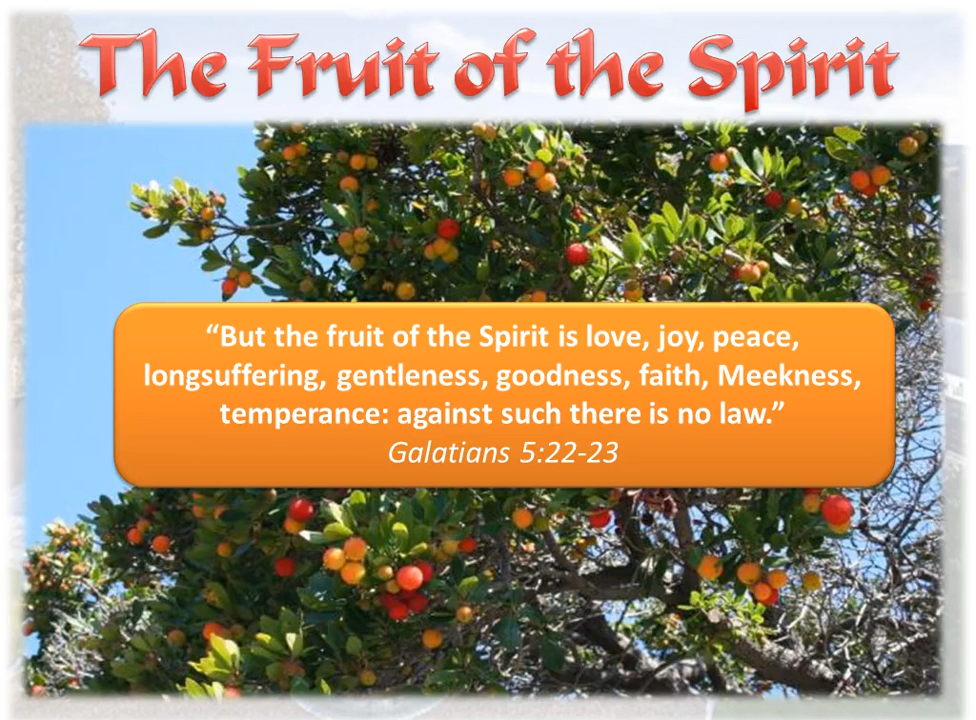 The Fruit of the Spirit
“But the fruit of the Spirit is love, joy, peace,
longsuffering, gentleness, goodness, faith, Meekness,
temperance: against such there is no law.”
Galatians 5:22-23